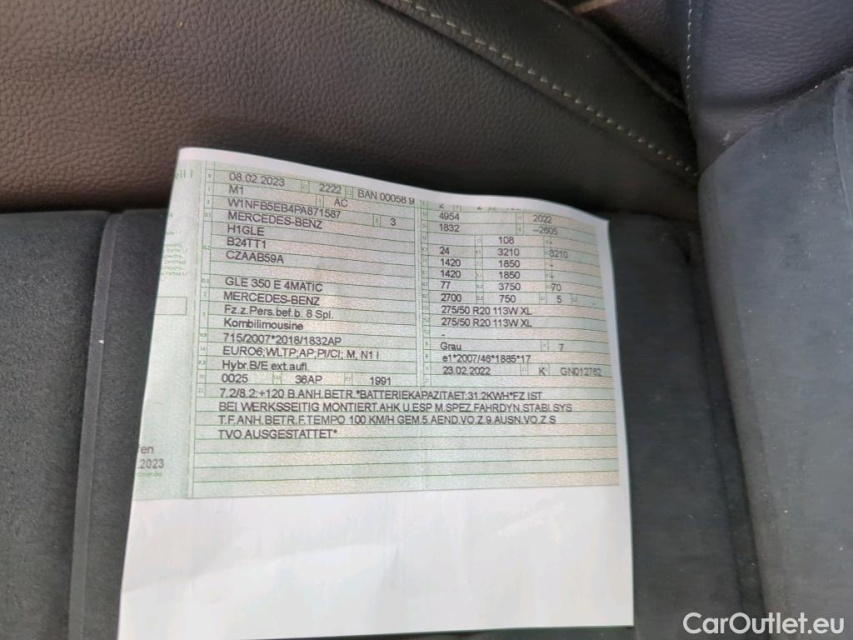 08.02.2023 2222 BAN 00058 9
M1 AC
W1NFB5EB4PA871587 3
MERCEDES-BENZ
H1GLE
B24TT1
CZAAB59A
GLE 350 E 4MATIC
MERCEDES-BENZ
Fz.z.Pers.bef.b. 8 Spl.
Kombilimousine
715/2007*2018/1832AP
EURO6;WLTP;AP;PI/CI; M, N1 I
Hybr.B/E ext.aufl.
0025 36AP 1991
4954 2022
1832 -2605
108
24 3210 -3210
1420 1850
1420 1850
77 3750 70
2700 750 5
275/50 R20 113W XL
275/50 R20 113W XL
-
Grau 7
e1*2007/46*1885*17
23.02.2022 K GN012762
7.2/8.2:+120 B.ANH.BETR.*BATTERIEKAPAZITAET:31.2KWH*FZ IST
BEI WERKSSEITIG MONTIERT.AHK U.ESP M.SPEZ.FAHRDYN.STABI.SYS
T.F.ANH.BETR.F.TEMPO 100 KM/H GEM.5.AEND.VO.Z.9 AUSN.VO.Z.S
TVO AUSGESTATTET*
en
.2023
CarOutlet.eu